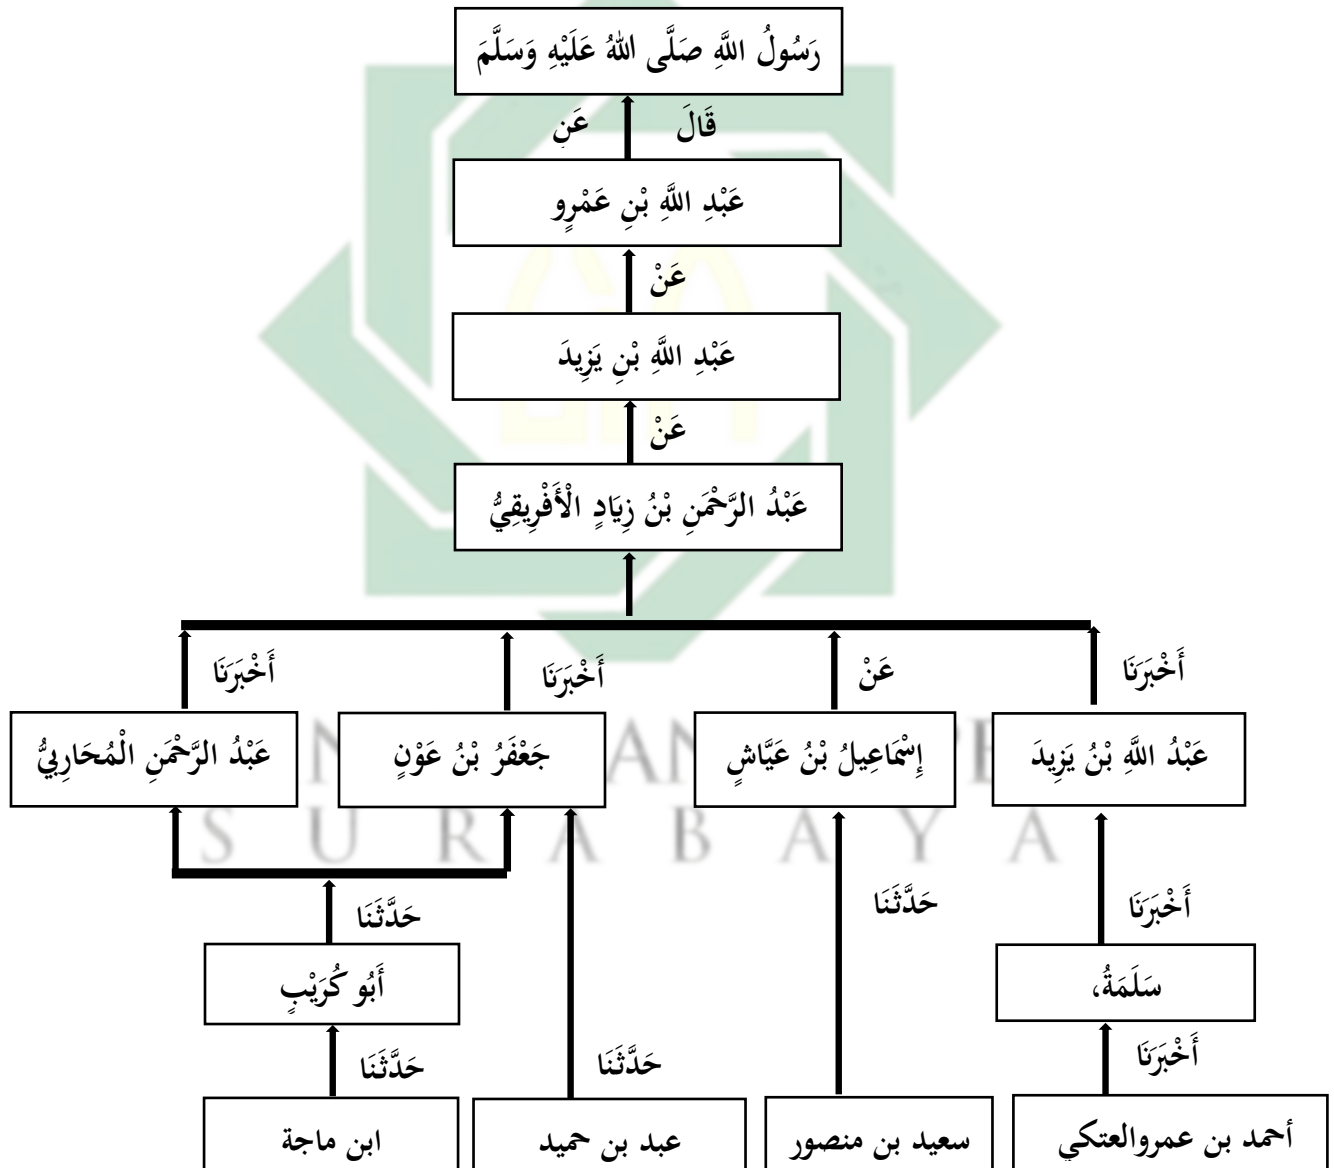 رَسُولُ اللَّهِ صَلَّى اللهُ عَلَيْهِ وَسَلَّمَ
قَالَ
عَنِ
عَبْدِ اللَّهِ بْنِ عَمْرٍو
عَنْ
عَبْدِ اللَّهِ بْنِ يَزِيدَ
عَنْ
عَبْدُ الرَّحْمَنِ بْنُ زِيَادٍ الْأَفْرِيقِيُّ
أَخْبَرَنَا
عَنْ
أَخْبَرَنَا
أَخْبَرَنَا
عَبْدُ اللَّهِ بْنُ يَزِيدَ
إِسْمَاعِيلُ بْنُ عَيَّاشٍ
جَعْفَرُ بْنُ عَوْنٍ
عَبْدُ الرَّحْمَنِ الْمُحَارِبِيُّ
S U R A B A Y A
أَخْبَرَنَا
حَدَّثَنَا
حَدَّثَنَا
سَلَمَةُ،
أَبُو كُرَيْبٍ
أَخْبَرَنَا
حَدَّثَنَا
حَدَّثَنَا
أحمد بن عمروالعتكي
سعيد بن منصور
عبد بن حميد
ابن ماجة